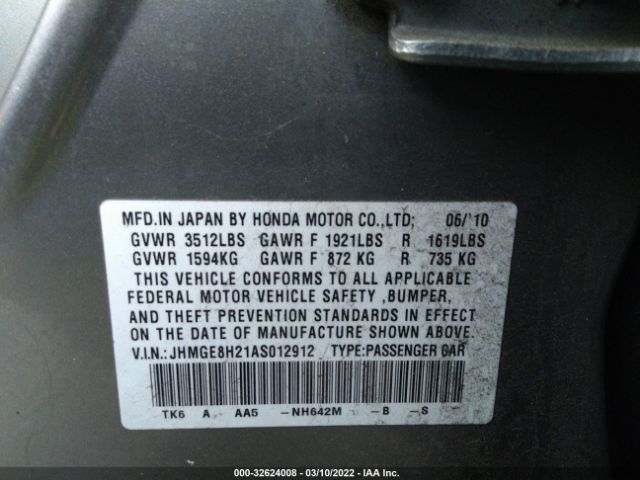 MFD.IN JAPAN BY HONDA MOTOR CO.,LTD; 06/'10
GVWR 3512LBS GAWR F 1921LBS R 1619LBS
GVWR 1594KG GAWR F 872 KG R 735 KG
THIS VEHICLE CONFORMS TO ALL APPLICABLE
FEDERAL MOTOR VEHICLE SAFETY ,BUMPER,
AND THEFT PREVENTION STANDARDS IN EFFECT
ON THE DATE OF MANUFACTURE SHOWN ABOVE.
V.I.N.: JHMGE8H21AS012912 TYPE:PASSENGER CAR
TK6 A AA5 -NH642M -B -S
000-32624008 - 03/10/2022 - IAA Inc.